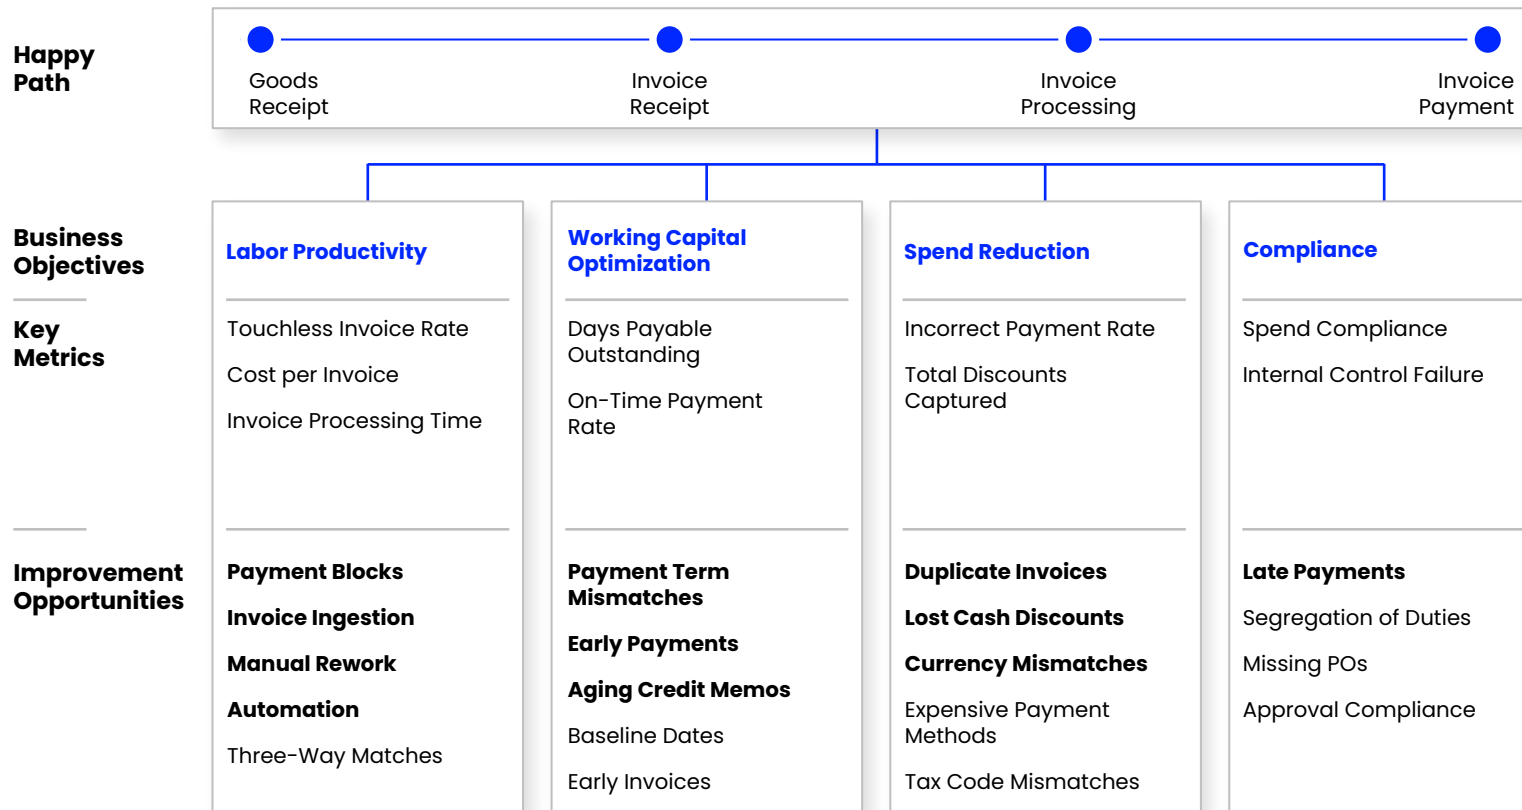 Happy
Path
Goods
Receipt
Invoice
Receipt
Invoice
Processing
Invoice
Payment
Business
Objectives
Labor Productivity
Working Capital
Optimization
Spend Reduction
Compliance
Key
Metrics
Touchless Invoice Rate
Cost per Invoice
Invoice Processing Time
Days Payable
Outstanding
On-Time Payment
Rate
Incorrect Payment Rate
Total Discounts
Captured
Spend Compliance
Internal Control Failure
Improvement
Opportunities
Payment Blocks
Invoice Ingestion
Manual Rework
Automation
Three-Way Matches
Payment Term
Mismatches
Early Payments
Aging Credit Memos
Baseline Dates
Early Invoices
Duplicate Invoices
Lost Cash Discounts
Currency Mismatches
Expensive Payment
Methods
Tax Code Mismatches
Late Payments
Segregation of Duties
Missing POs
Approval Compliance